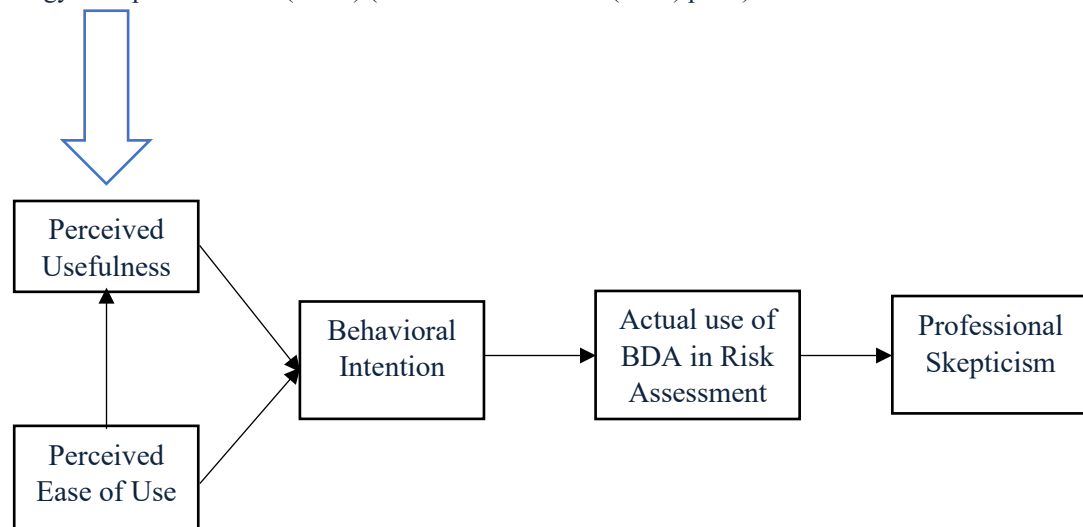 Perceived
Usefulness
Behavioral
Intention
Actual use of
BDA in Risk
Assessment
Professional
Skepticism
Perceived
Ease of Use